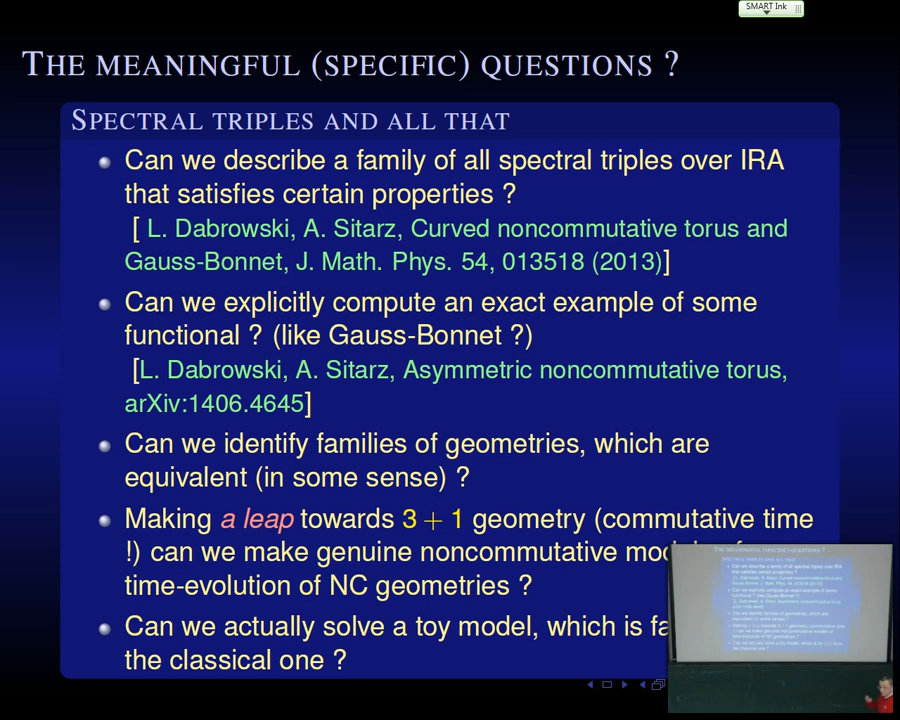 SMART Ink
THE MEANINGFUL (SPECIFIC) QUESTIONS ?
SPECTRAL TRIPLES AND ALL THAT
Can we describe a family of all spectral triples over IRA
that satisfies certain properties ?
[ L. Dabrowski, A. Sitarz, Curved noncommutative torus and
Gauss-Bonnet, J. Math. Phys. 54, 013518 (2013)]
Can we explicitly compute an exact example of some
functional ? (like Gauss-Bonnet ?)
[L. Dabrowski, A. Sitarz, Asymmetric noncommutative torus,
arXiv:1406.4645]
Can we identify families of geometries, which are
equivalent (in some sense) ?
Making a leap towards 3 + 1 geometry (commutative time
!) can we make genuine noncommutative
time-evolution of NC geometries ?
Can we actually solve a toy model, which is
the classical one ?